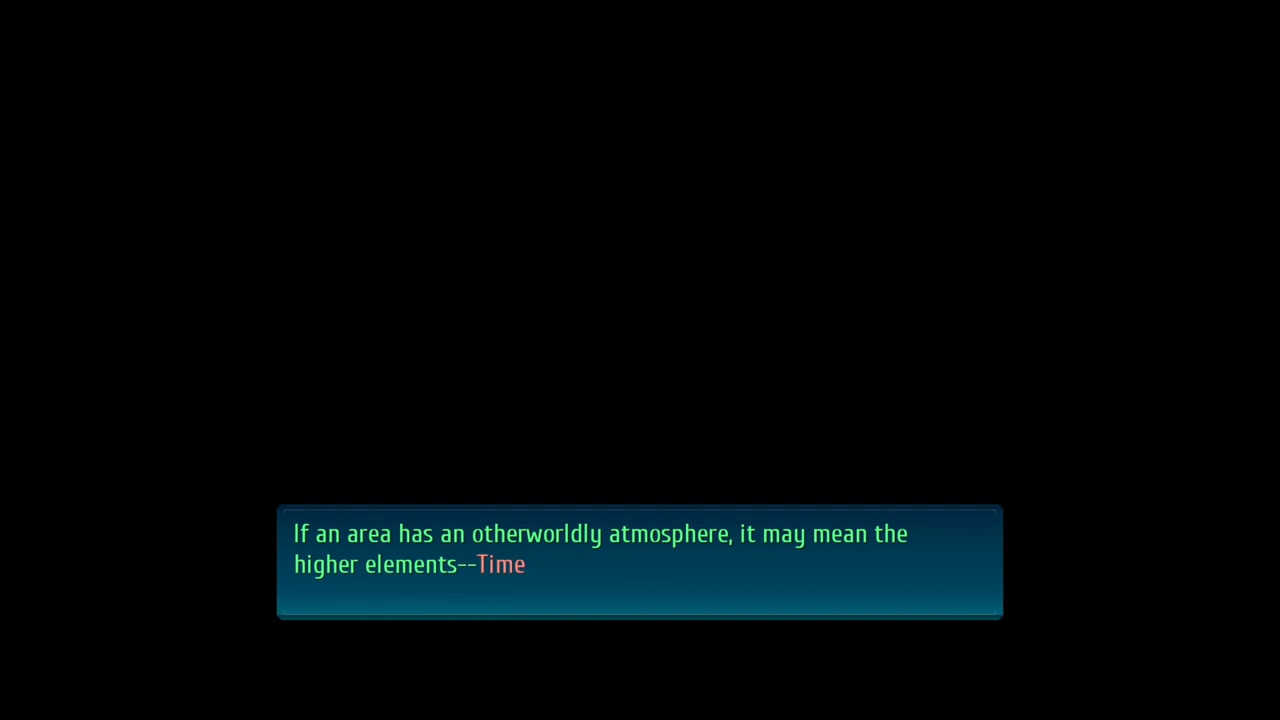 If an area has an otherworldly atmosphere, it may mean the
higher elements--Time